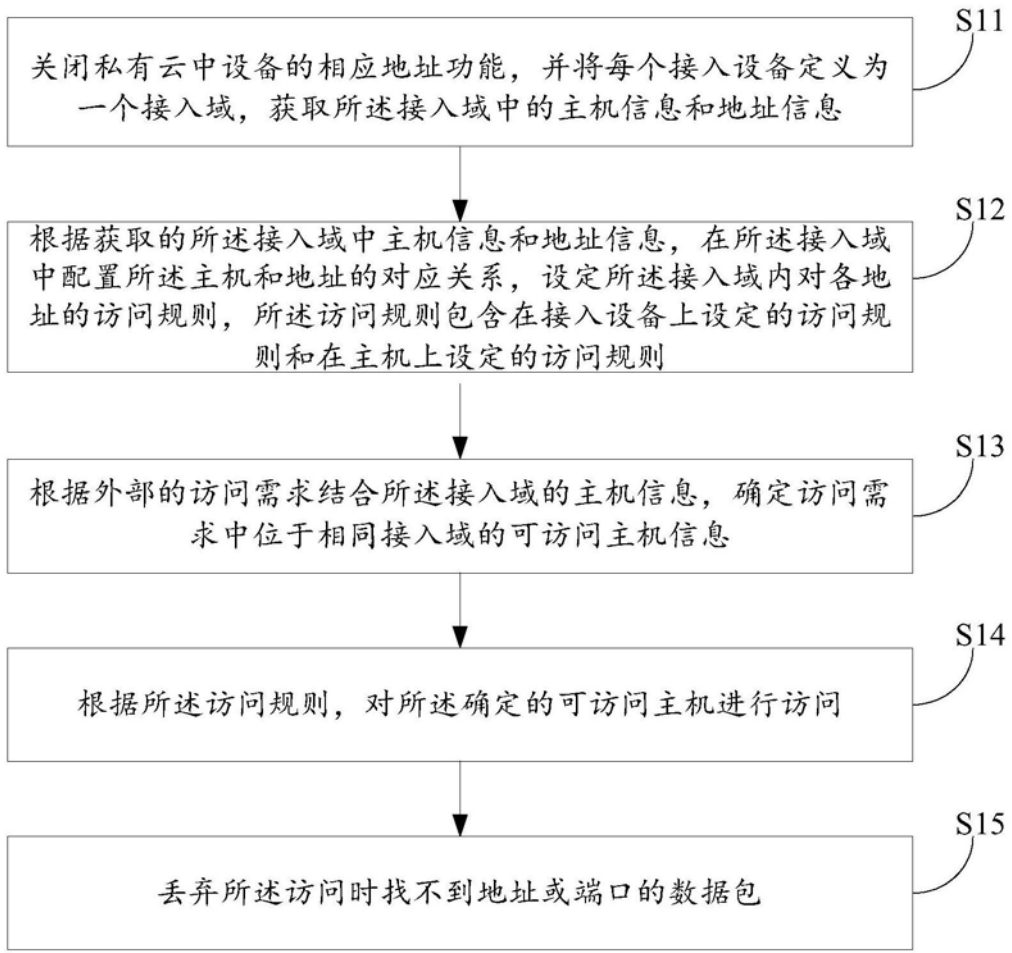 S11
关闭私有云中设备的相应地址功能，并将每个接入设备定义为
一个接入域，获取所述接入域中的主机信息和地址信息
S12
根据获取的所述接入域中主机信息和地址信息，在所述接入域
中配置所述主机和地址的对应关系，设定所述接入域内对各地
址的访问规则，所述访问规则包含在接入设备上设定的访问规
则和在主机上设定的访问规则
S13
根据外部的访问需求结合所述接入域的主机信息，确定访问需
求中位于相同接入域的可访问主机信息
S14
根据所述访问规则，对所述确定的可访问主机进行访问
S15
丢弃所述访问时找不到地址或端口的数据包